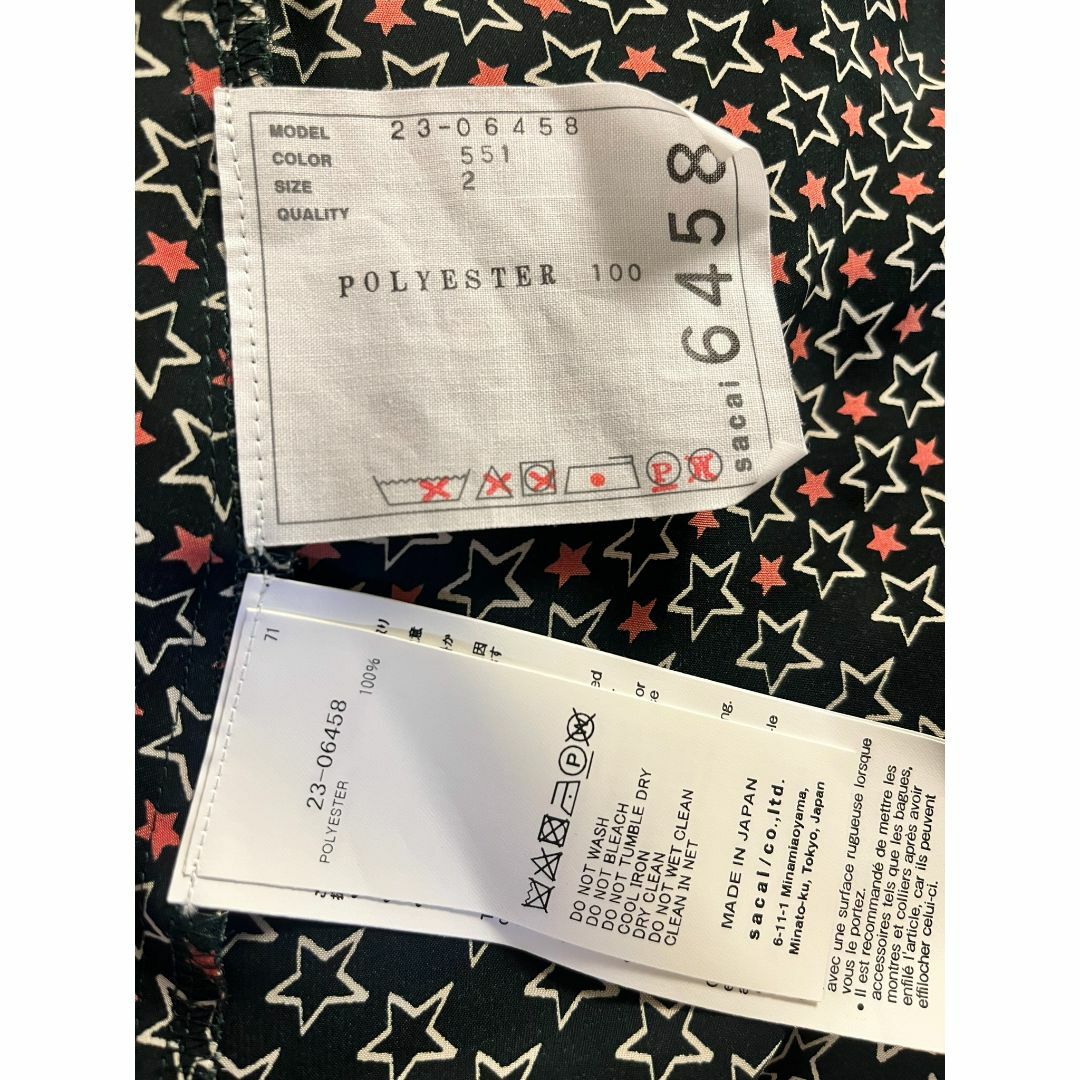 MODEL 23-06458
COLOR 551
SIZE 2
QUALITY
POLYESTER 100
sacai 6458
P
W
71
23-06458
POLYESTER 100%
P
W
DO NOT WASH
DO NOT BLEACH
DO NOT TUMBLE DRY
COOL IRON
DRY CLEAN
DO NOT WET CLEAN
CLEAN IN NET
MADE IN JAPAN
sacai/co.,ltd.
6-11-1 Minamiaoyama,
Minato-ku, Tokyo, Japan
avec une surface rugueuse lorsque
vous le portez.
• Il est recommandé de mettre les
accessoires tels que les bagues,
montres et colliers après avoir
enfilé l'article, car ils peuvent
effilocher celui-ci.